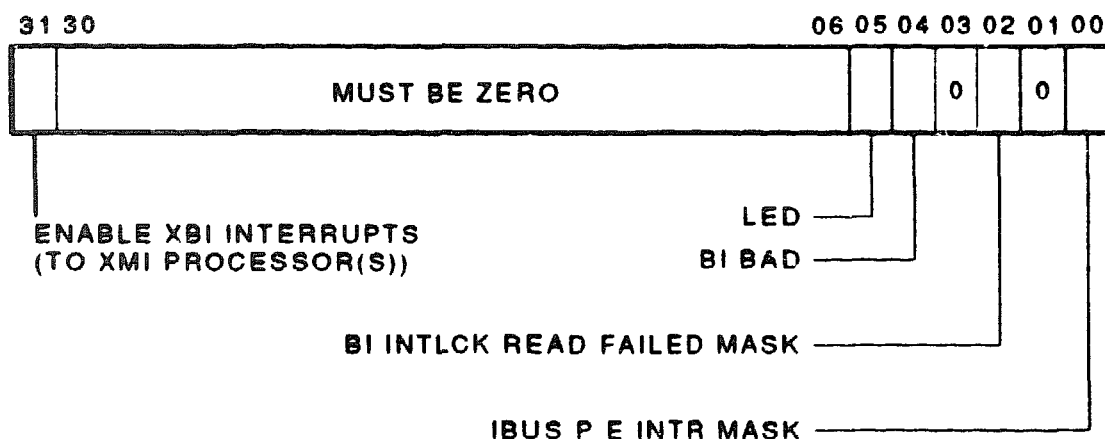 31 30 06 05 04 03 02 01 00
MUST BE ZERO 0 0
ENABLE XBI INTERRUPTS
(TO XMI PROCESSOR(S))
LED
BI BAD
BI INTLCK READ FAILED MASK
IBUS P E INTR MASK